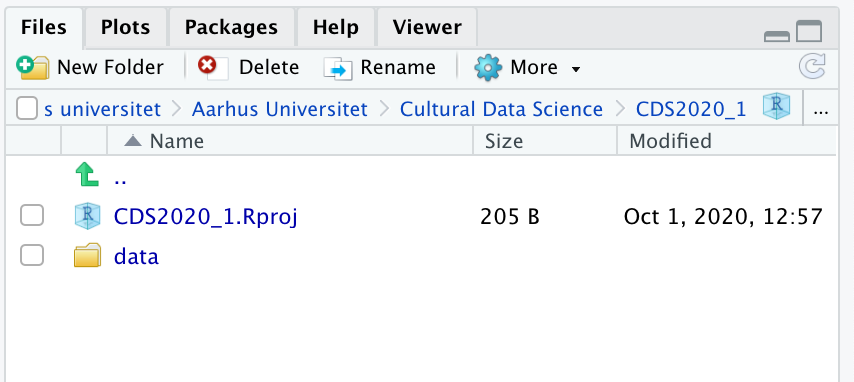 Files Plots Packages Help Viewer
New Folder Delete Rename More
s universitet Aarhus Universitet Cultural Data Science CDS2020_1 R ...
Name Size Modified
..
R CDS2020_1.Rproj 205 B Oct 1, 2020, 12:57
data